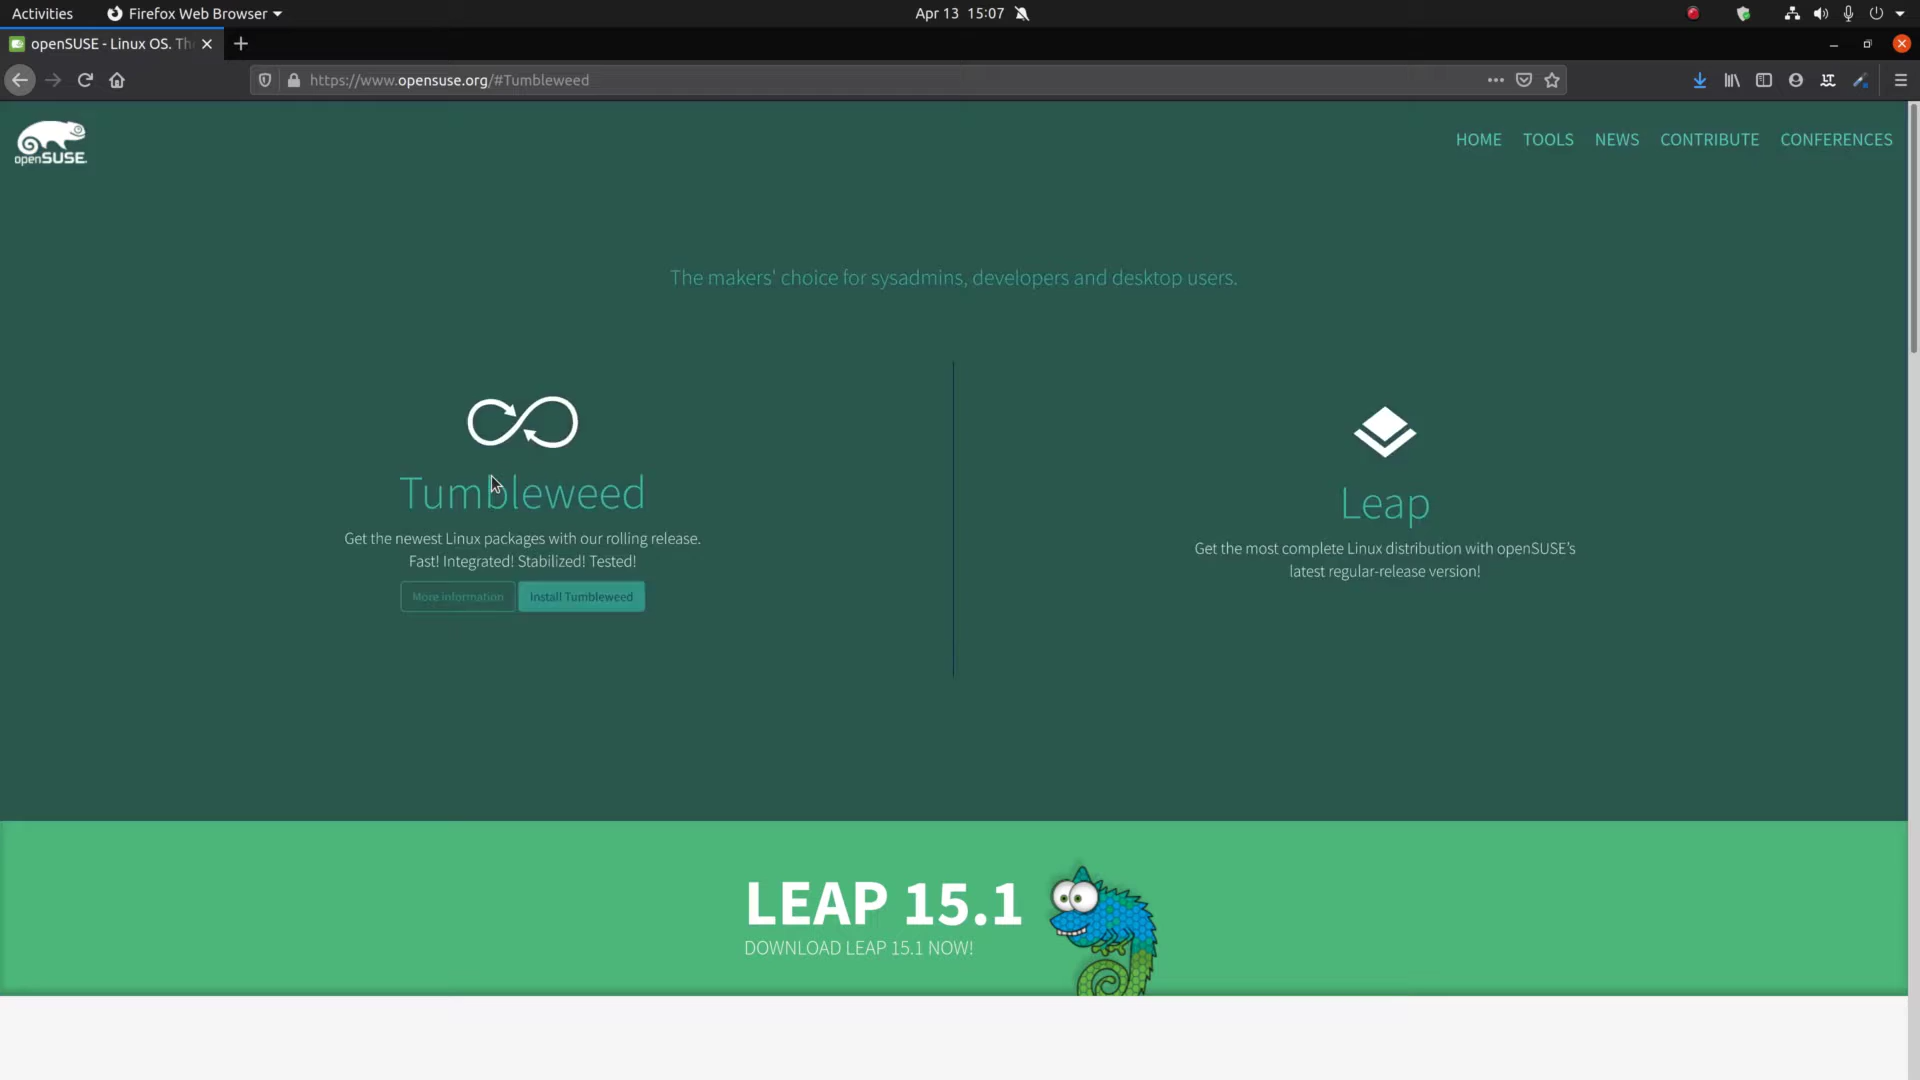 Activities
Firefox Web Browser
Apr 13 15:07
openSUSE - Linux OS. Th
https://www.opensuse.org/#Tumbleweed
openSUSE.
HOME TOOLS NEWS CONTRIBUTE CONFERENCES
The makers' choice for sysadmins, developers and desktop users.
Tumbleweed
Get the newest Linux packages with our rolling release.
Fast! Integrated! Stabilized! Tested!
More information
Install Tumbleweed
Leap
Get the most complete Linux distribution with openSUSE's
latest regular-release version!
LEAP 15.1
DOWNLOAD LEAP 15.1 NOW!